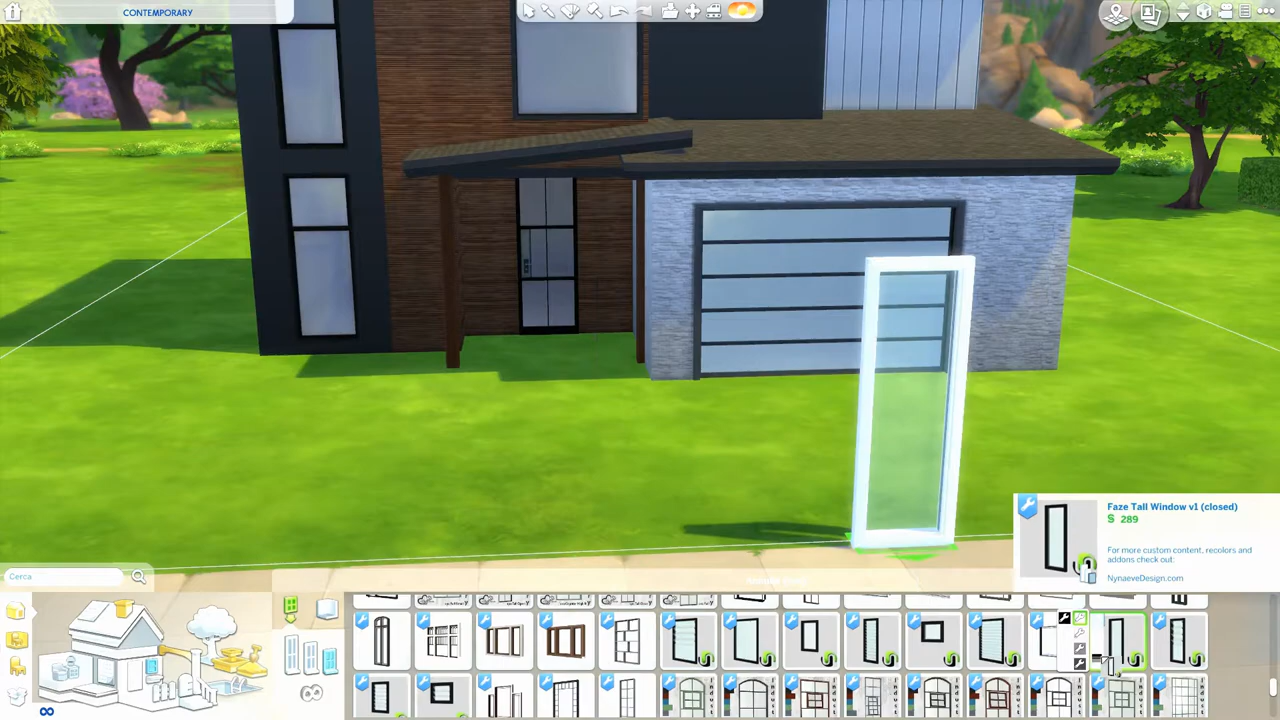 CONTEMPORARY
Faze Tall Window v1 (closed)
§ 289
For more custom content, recolors and
addons check out:
NynaeveDesign.com
Cerca